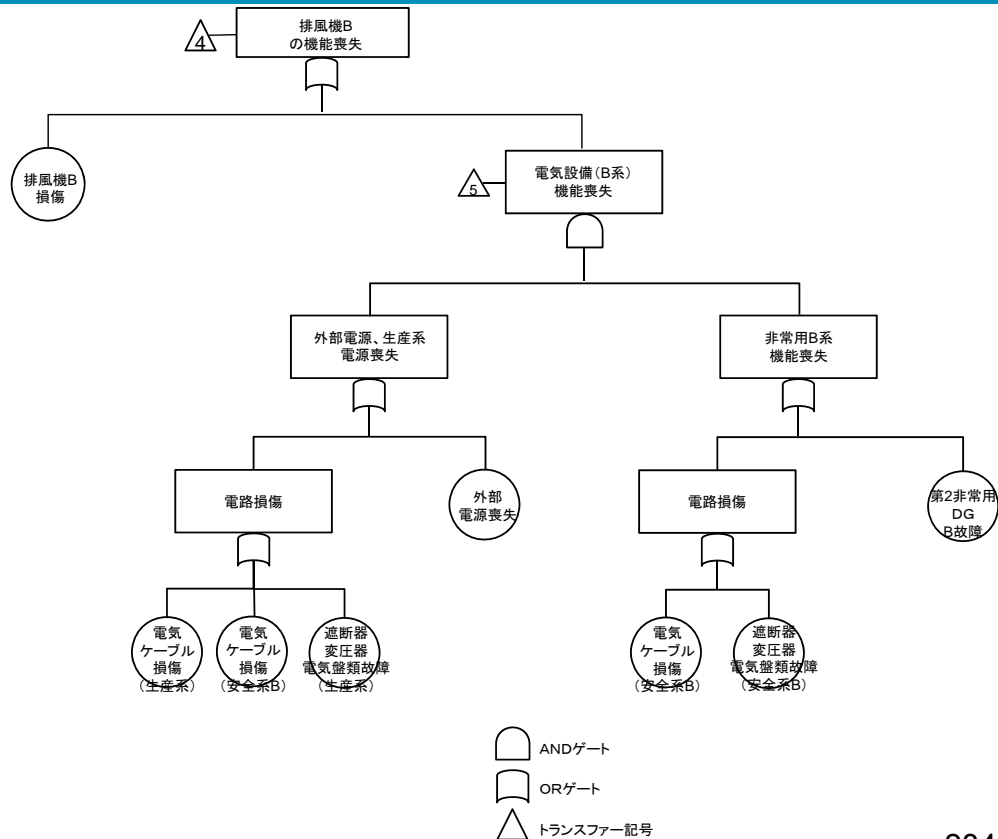 排風機B
の機能喪失
4
排風機B
損傷
電気設備(B系)
機能喪失
5
外部電源、生産系
電源喪失
非常用B系
機能喪失
電路損傷
外部
電源喪失
電路損傷
第2非常用
DG
B故障
電気
ケーブル
損傷
(生産系)
電気
ケーブル
損傷
(安全系B)
遮断器
変圧器
電気盤類故障
(生産系)
電気
ケーブル
損傷
(安全系B)
遮断器
変圧器
電気盤類故障
(安全系B)
ANDゲート
ORゲート
トランスファー記号